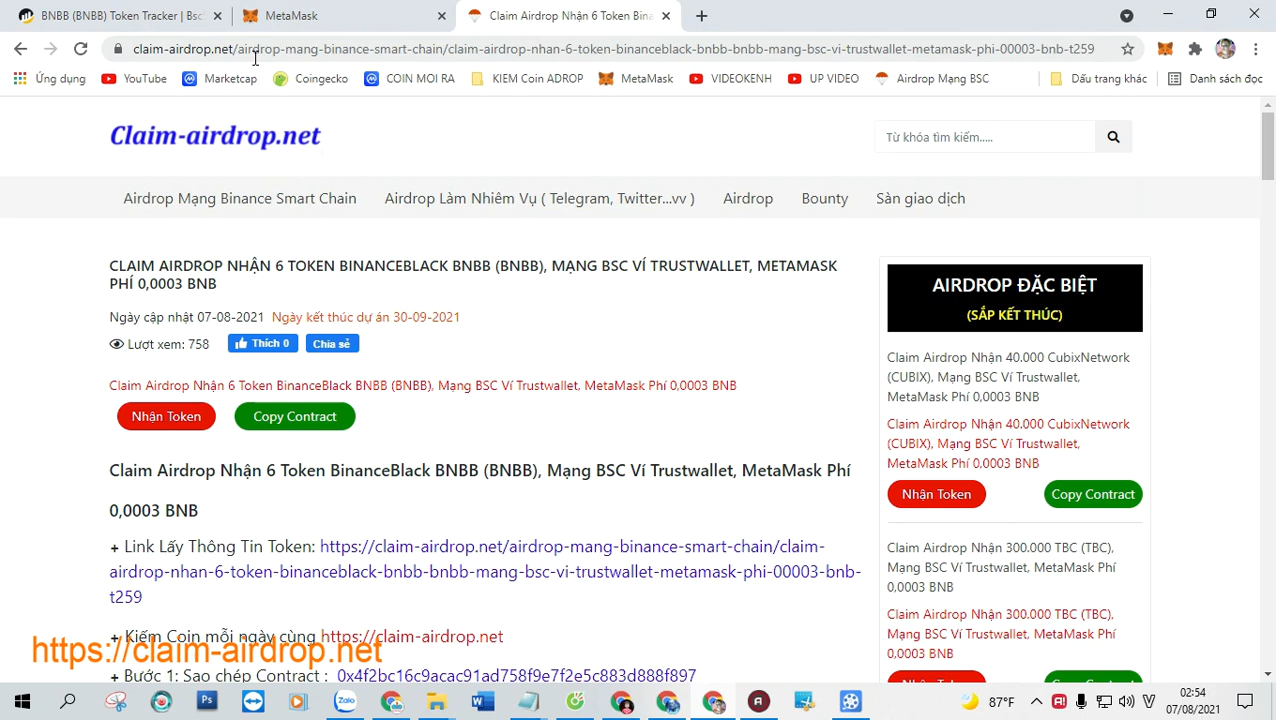 BNBB (BNBB) Token Tracker | Bsc
MetaMask
Claim Airdrop Nhận 6 Token Bina
claim-airdrop.net/airdrop-mang-binance-smart-chain/claim-airdrop-nhan-6-token-binanceblack-bnbb-bnbb-mang-bsc-vi-trustwallet-metamask-phi-00003-bnb-t259
Ứng dụng YouTube Marketcap Coingecko COIN MOI RA KIEM Coin ADROP MetaMask VIDEOKENH UP VIDEO Airdrop Mạng BSC Dấu trang khác Danh sách đọc
Claim-airdrop.net
Từ khóa tìm kiếm.....
Airdrop Mạng Binance Smart Chain Airdrop Làm Nhiêm Vụ ( Telegram, Twitter...vv ) Airdrop Bounty Sàn giao dịch
CLAIM AIRDROP NHẬN 6 TOKEN BINANCEBLACK BNBB (BNBB), MẠNG BSC VÍ TRUSTWALLET, METAMASK
PHÍ 0,0003 BNB
Ngày cập nhật 07-08-2021 Ngày kết thúc dự án 30-09-2021
Lượt xem: 758 Thích 0 Chia sẻ
Claim Airdrop Nhận 6 Token BinanceBlack BNBB (BNBB), Mạng BSC Ví Trustwallet, MetaMask Phí 0,0003 BNB
Nhận Token Copy Contract
Claim Airdrop Nhận 6 Token BinanceBlack BNBB (BNBB), Mạng BSC Ví Trustwallet, MetaMask Phí
0,0003 BNB
+ Link Lấy Thông Tin Token: https://claim-airdrop.net/airdrop-mang-binance-smart-chain/claim-
airdrop-nhan-6-token-binanceblack-bnbb-bnbb-mang-bsc-vi-trustwallet-metamask-phi-00003-bnb-
t259
+ Kiếm Coin mỗi ngày cùng https://claim-airdrop.net
https://claim-airdrop.net
+ Bước 1: Sao chép Contract : 0x4f2bc16c9acac91ad758f9e7f2e5c883d888f897
AIRDROP ĐẶC BIỆT
(SẮP KẾT THÚC)
Claim Airdrop Nhận 40.000 CubixNetwork
(CUBIX), Mạng BSC Ví Trustwallet,
MetaMask Phí 0,0003 BNB
Claim Airdrop Nhận 40.000 CubixNetwork
(CUBIX), Mạng BSC Ví Trustwallet,
MetaMask Phí 0,0003 BNB
Nhận Token Copy Contract
Claim Airdrop Nhận 300.000 TBC (TBC),
Mạng BSC Ví Trustwallet, MetaMask Phí
0,0003 BNB
Claim Airdrop Nhận 300.000 TBC (TBC),
Mạng BSC Ví Trustwallet, MetaMask Phí
0,0003 BNB
Nhận Token Copy Contract
Ps Zalo W A 87°F V 02:54
07/08/2021